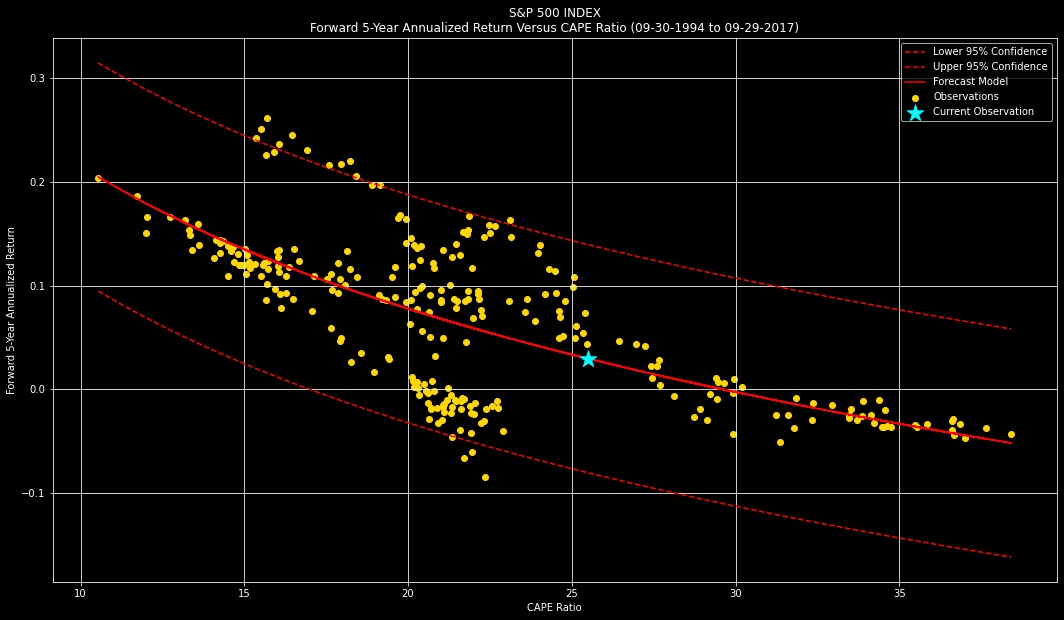 S&P 500 INDEX
Forward 5-Year Annualized Return Versus CAPE Ratio (09-30-1994 to 09-29-2017)
Lower 95% Confidence
Upper 95% Confidence
Forecast Model
Observations
Current Observation
Forward 5-Year Annualized Return
0.3
0.2
0.1
0.0
−0.1
10 15 20 25 30 35
CAPE Ratio